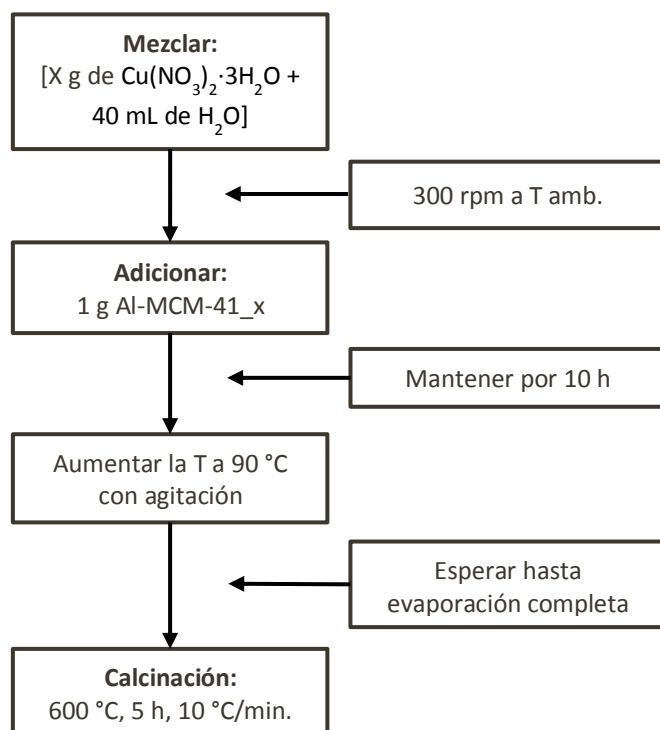 Mezclar:
[X g de Cu(NO₃)₂·3H₂O +
40 mL de H₂O]
300 rpm a T amb.
Adicionar:
1 g Al-MCM-41_x
Mantener por 10 h
Aumentar la T a 90 °C
con agitación
Esperar hasta
evaporación completa
Calcinación:
600 °C, 5 h, 10 °C/min.